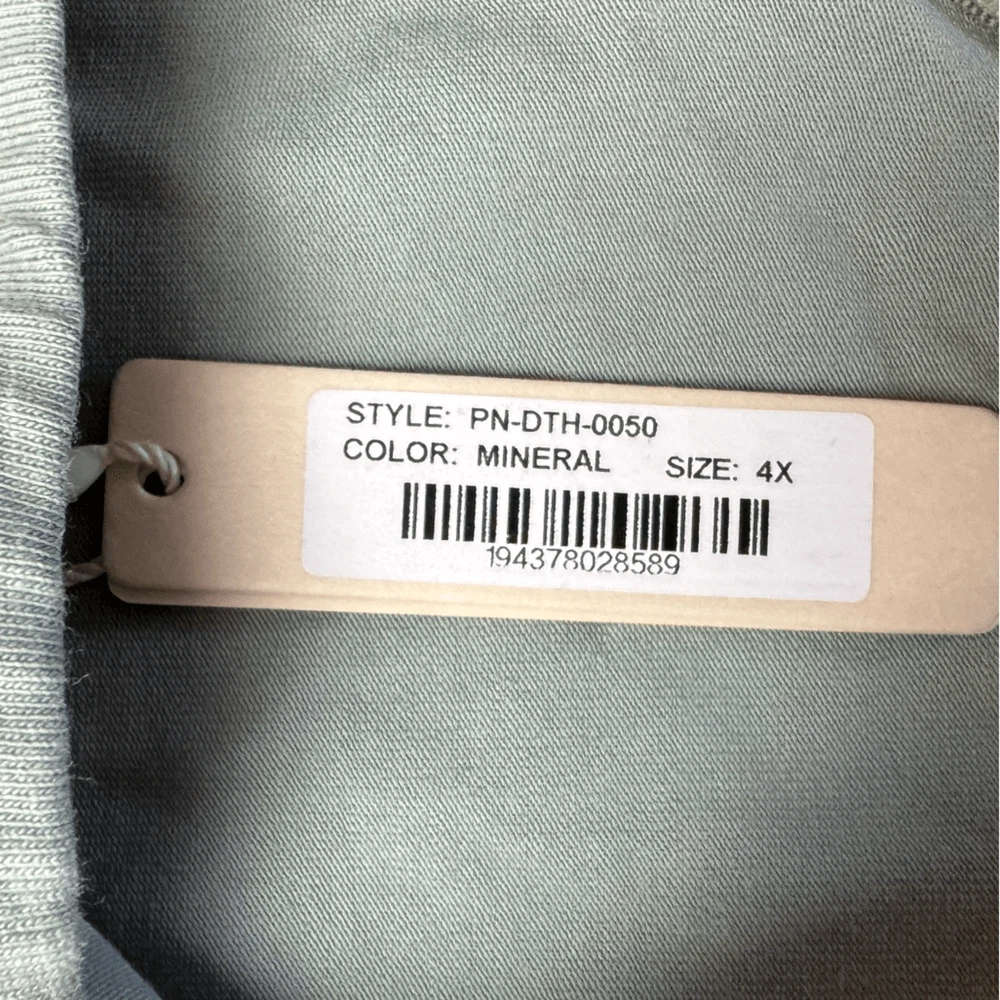 STYLE: PN-DTH-0050
COLOR: MINERAL SIZE: 4X
194378028589